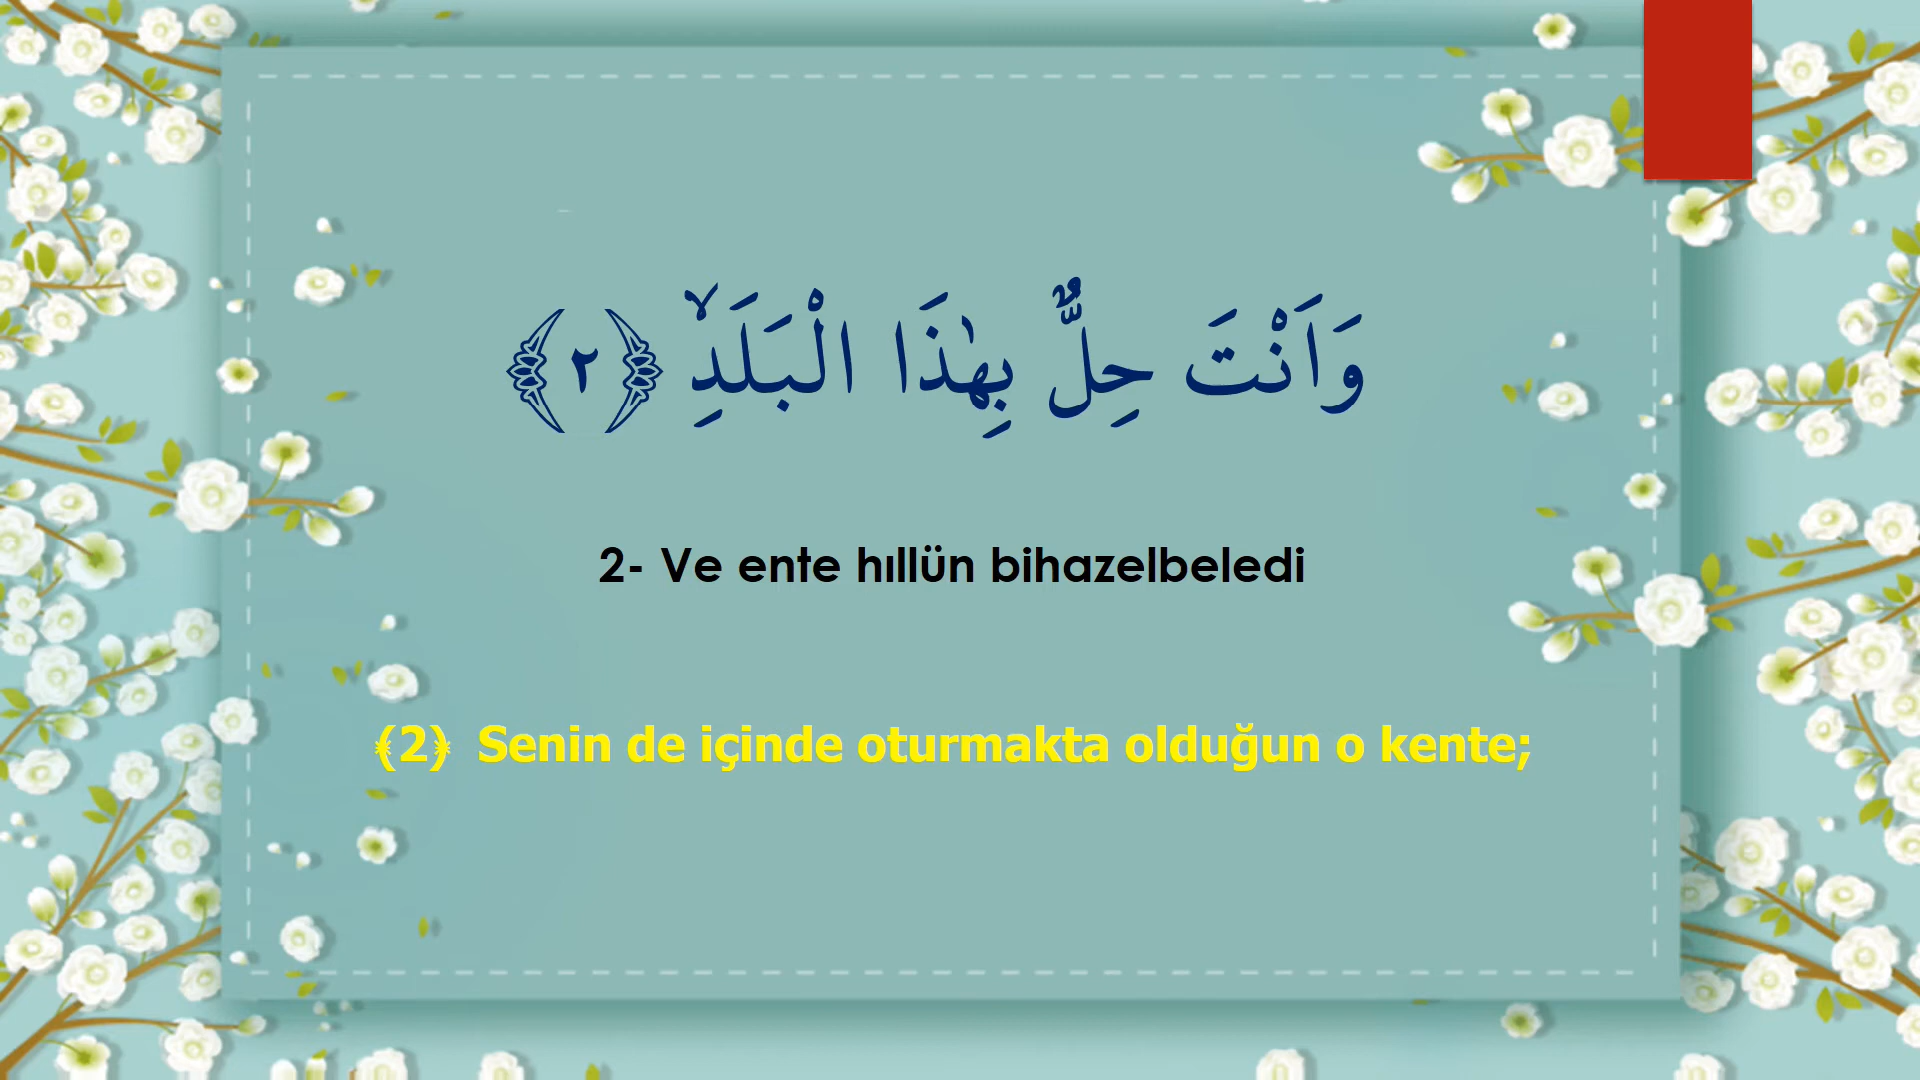 وَاَنْتَ حِلٌّ بِهٰذَا الْبَلَدِۙ ﴿٢﴾
2- Ve ente hıllün bihazelbeledi
﴾2﴿ Senin de içinde oturmakta olduğun o kente;